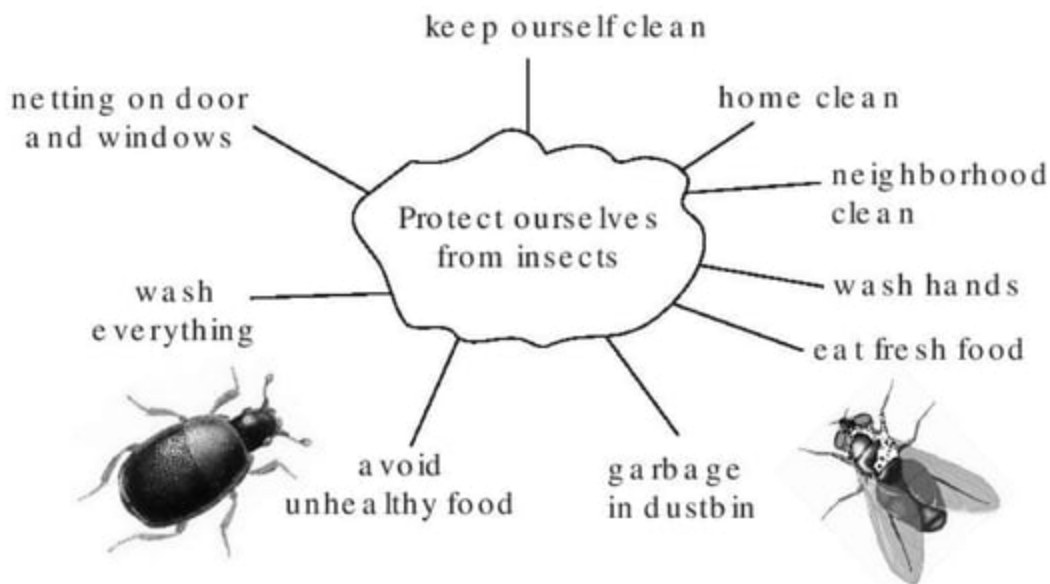 keep ourself clean
netting on door
and windows
home clean
neighborhood
clean
Protect ourselves
from insects
wash hands
wash
everything
eat fresh food
avoid
unhealthy food
garbage
in dustbin